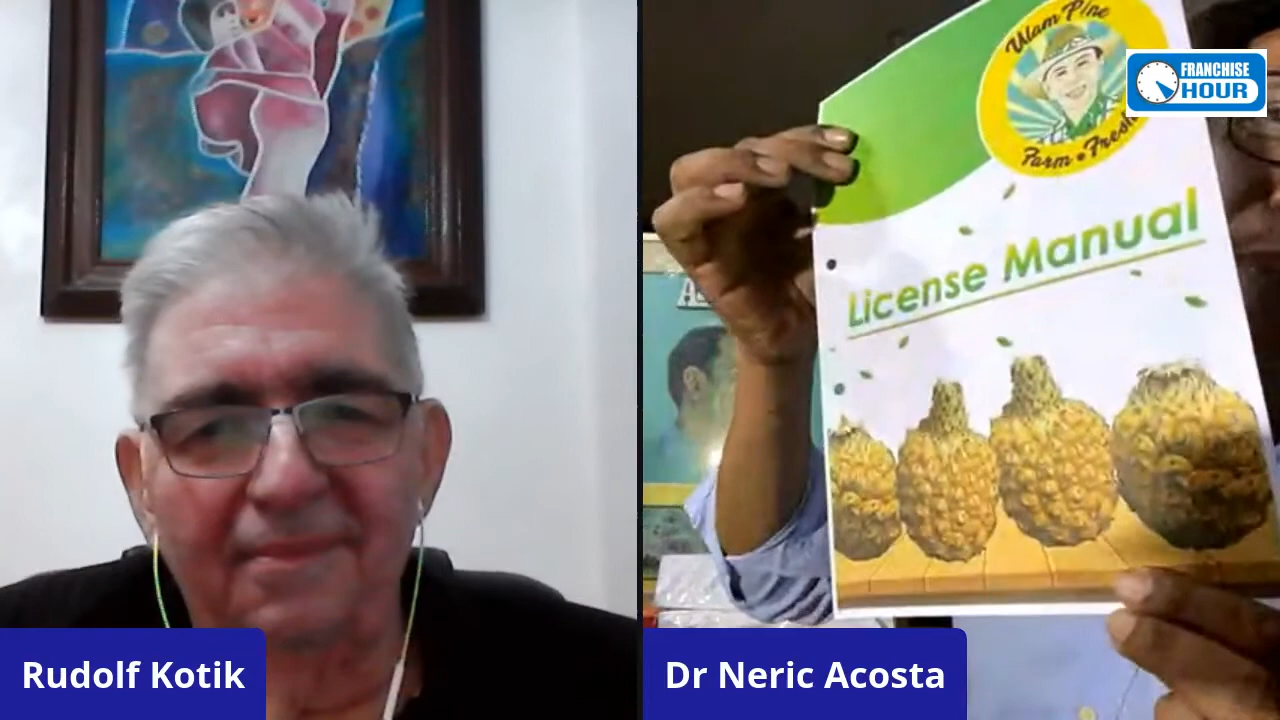 Ulam Pine
Farm • Fresh
FRANCHISE
HOUR
License Manual
Rudolf Kotik
Dr Neric Acosta